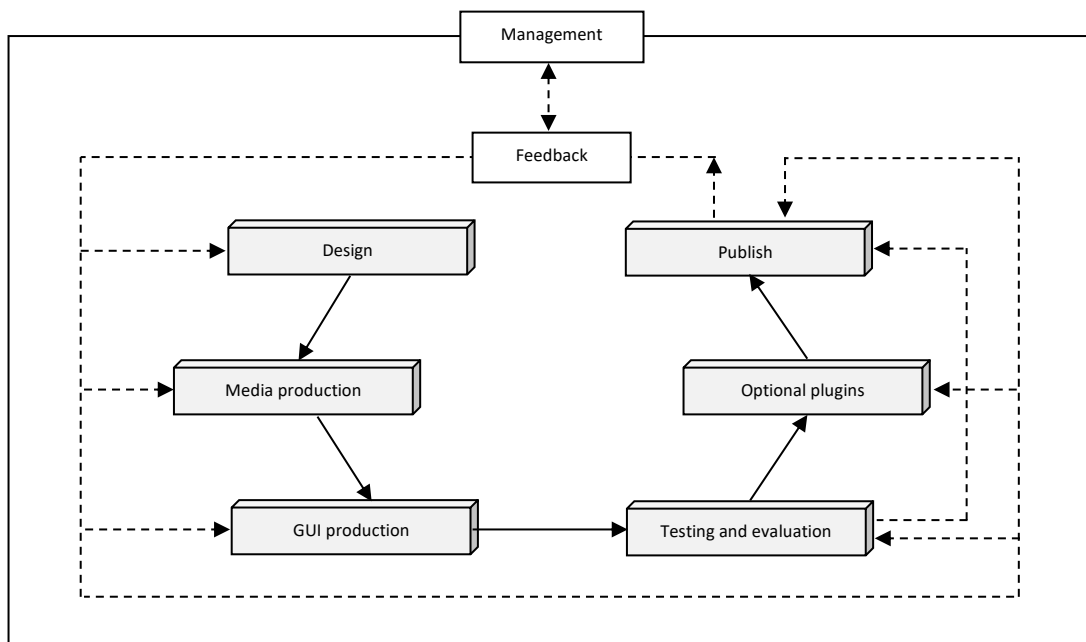 Management
Feedback
Design
Publish
Media production
Optional plugins
GUI production
Testing and evaluation